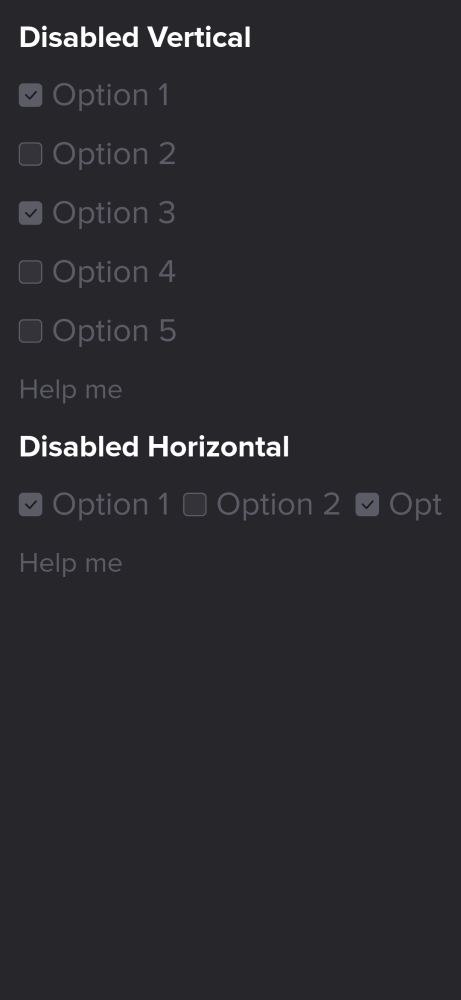 Disabled Vertical
Option 1
Option 2
Option 3
Option 4
Option 5
Help me
Disabled Horizontal
Option 1 Option 2 Opt
Help me